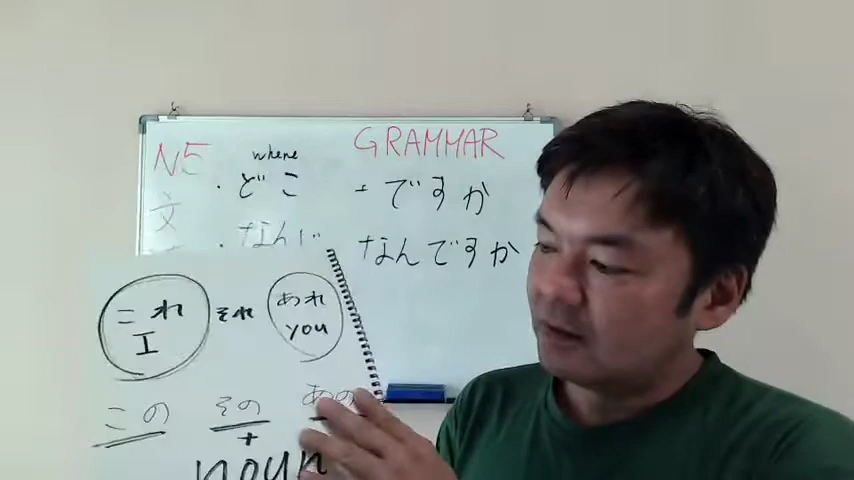 N5 GRAMMAR
where
文 ・どこ + ですか
・なんじ なんですか
これ それ あれ
I you
この その あの
+
noun